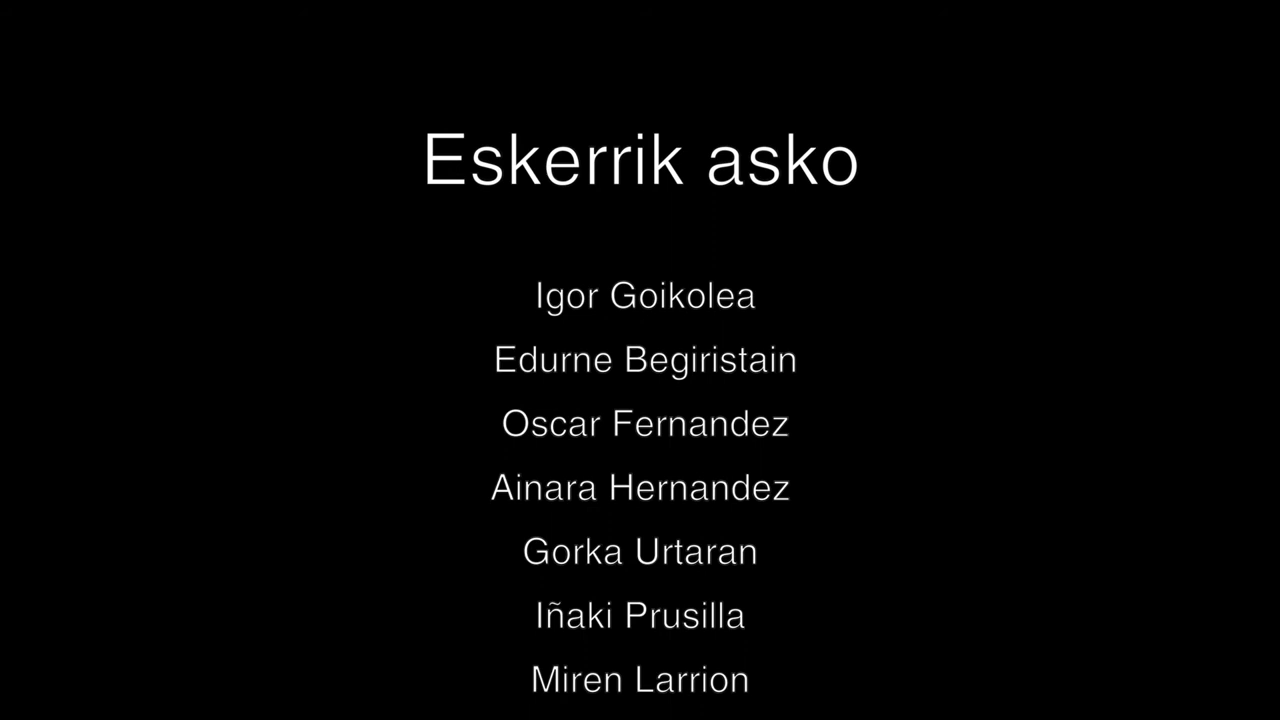 Eskerrik asko
Igor Goikolea
Edurne Begiristain
Oscar Fernandez
Ainara Hernandez
Gorka Urtaran
Iñaki Prusilla
Miren Larrion